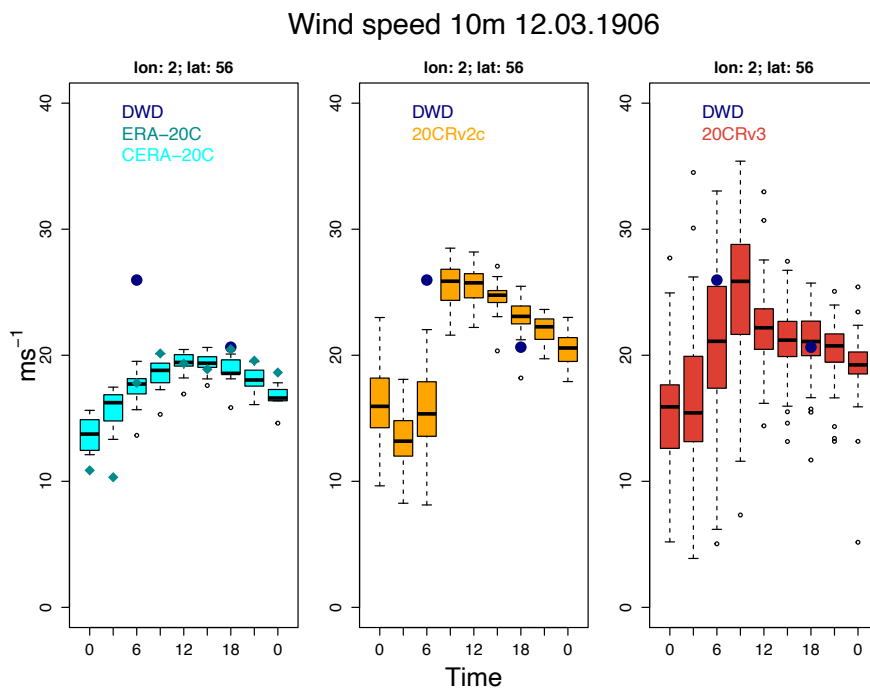 Wind speed 10m 12.03.1906
lon: 2; lat: 56
DWD
ERA−20C
CERA−20C
0 10 20 30 40
0 6 12 18 0
lon: 2; lat: 56
DWD
20CRv2c
0 10 20 30 40
0 6 12 18 0
lon: 2; lat: 56
DWD
20CRv3
0 10 20 30 40
0 6 12 18 0
ms⁻¹
Time